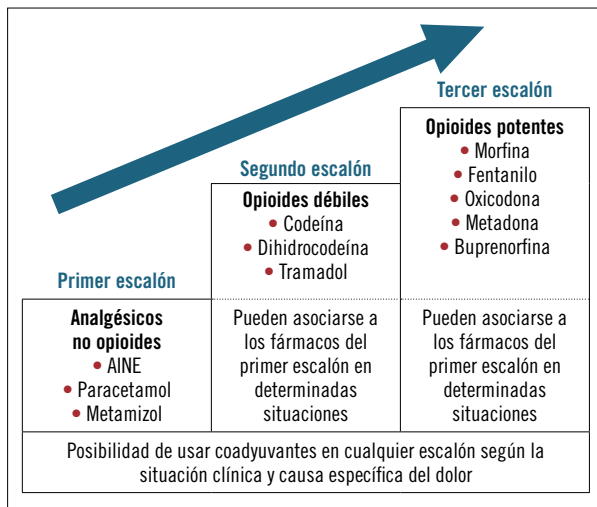 Primer escalón
Analgésicos
no opioides
• AINE
• Paracetamol
• Metamizol
Segundo escalón
Opioides débiles
• Codeína
• Dihidrocodeína
• Tramadol
Pueden asociarse a
los fármacos del
primer escalón en
determinadas
situaciones
Tercer escalón
Opioides potentes
• Morfina
• Fentanilo
• Oxicodona
• Metadona
• Buprenorfina
Pueden asociarse a
los fármacos del
primer escalón en
determinadas
situaciones
Posibilidad de usar coadyuvantes en cualquier escalón según la
situación clínica y causa específica del dolor